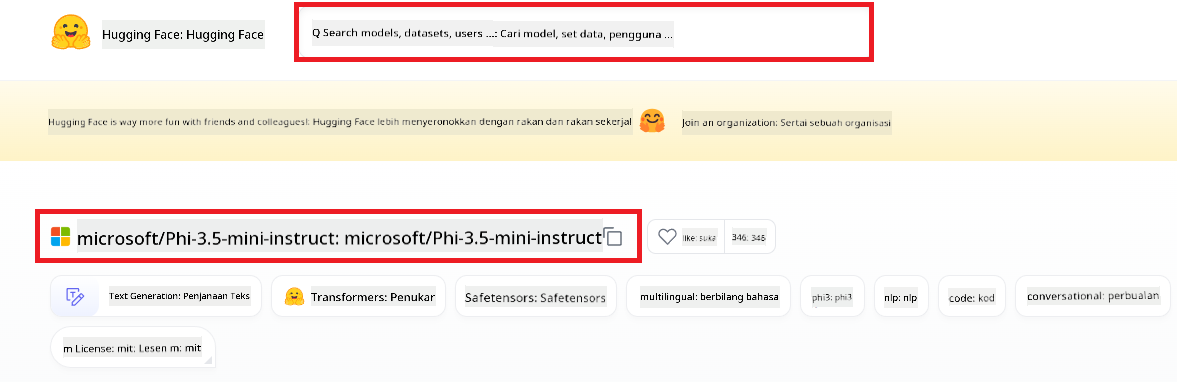 Hugging Face: Hugging Face
Q Search models, datasets, users ...: Cari model, set data, pengguna ...
Hugging Face is way more fun with friends and colleagues!: Hugging Face lebih menyeronokkan dengan rakan dan rakan sekerja!
Join an organization: Sertai sebuah organisasi
microsoft/Phi-3.5-mini-instruct: microsoft/Phi-3.5-mini-instruct
like: suka
346: 346
Text Generation: Penjanaan Teks
Transformers: Penukar
Safetensors: Safetensors
multilingual: berbilang bahasa
phi3: phi3
nlp: nlp
code: kod
conversational: perbualan
m License: mit: Lesen m: mit